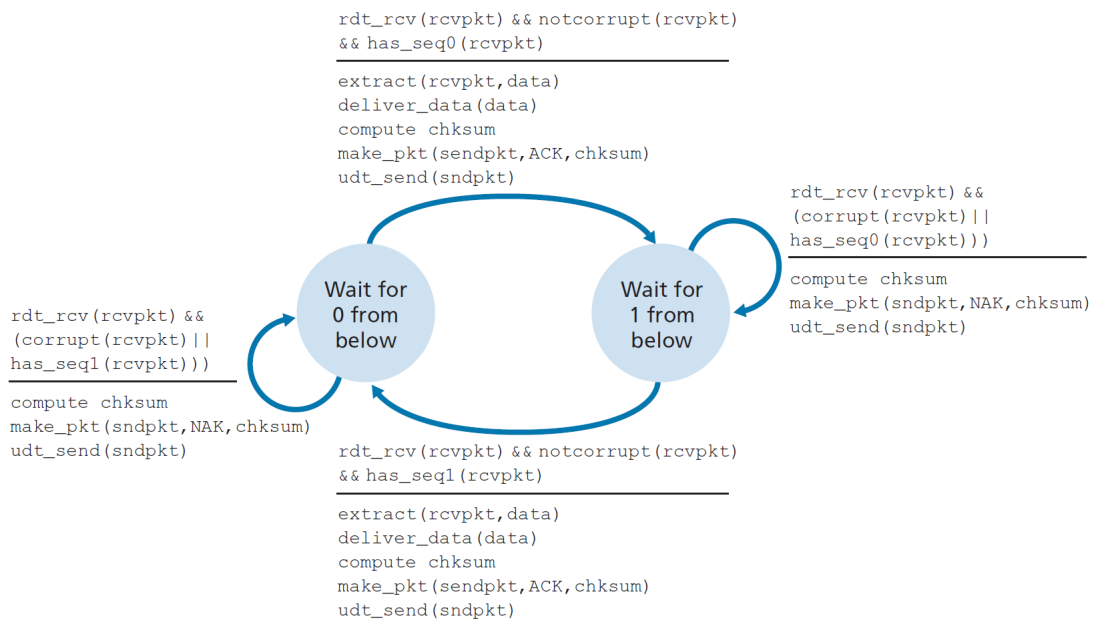 rdt_rcv(rcvpkt) && notcorrupt(rcvpkt)
&& has_seq0(rcvpkt)
extract(rcvpkt,data)
deliver_data(data)
compute chksum
make_pkt(sendpkt,ACK,chksum)
udt_send(sndpkt)
rdt_rcv(rcvpkt) &&
(corrupt(rcvpkt)||
has_seq0(rcvpkt)))
compute chksum
make_pkt(sndpkt,NAK,chksum)
udt_send(sndpkt)
Wait for
0 from
below
Wait for
1 from
below
rdt_rcv(rcvpkt) &&
(corrupt(rcvpkt)||
has_seq1(rcvpkt)))
compute chksum
make_pkt(sndpkt,NAK,chksum)
udt_send(sndpkt)
rdt_rcv(rcvpkt) && notcorrupt(rcvpkt)
&& has_seq1(rcvpkt)
extract(rcvpkt,data)
deliver_data(data)
compute chksum
make_pkt(sendpkt,ACK,chksum)
udt_send(sndpkt)